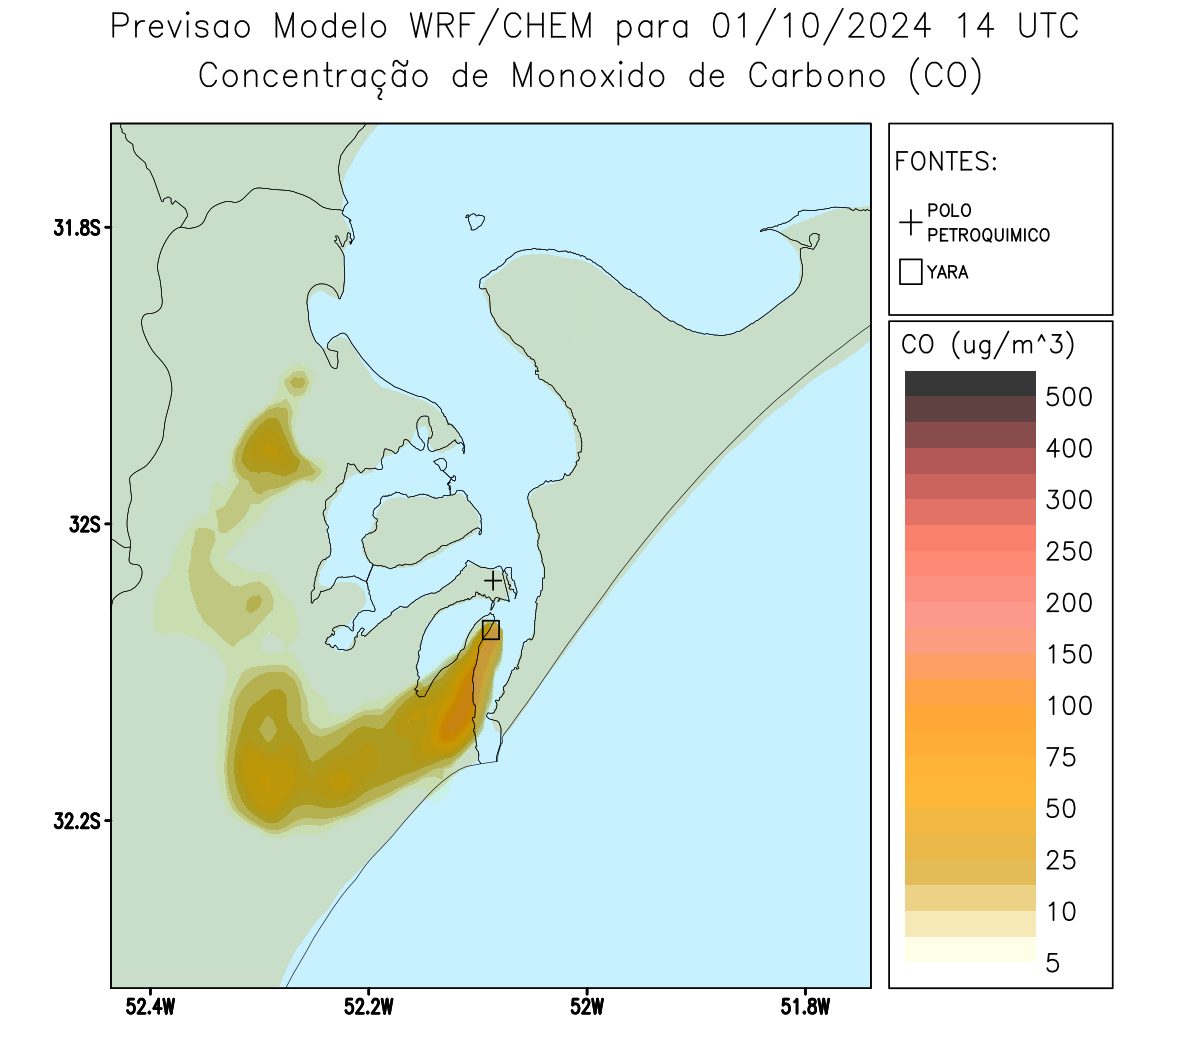 Previsao Modelo WRF/CHEM para 01/10/2024 14 UTC
Concentração de Monoxido de Carbono (CO)
FONTES:
POLO
PETROQUIMICO
YARA
CO (ug/m^3)
500
400
300
250
200
150
100
75
50
25
10
5
31.8S
32S
32.2S
52.4W
52.2W
52W
51.8W